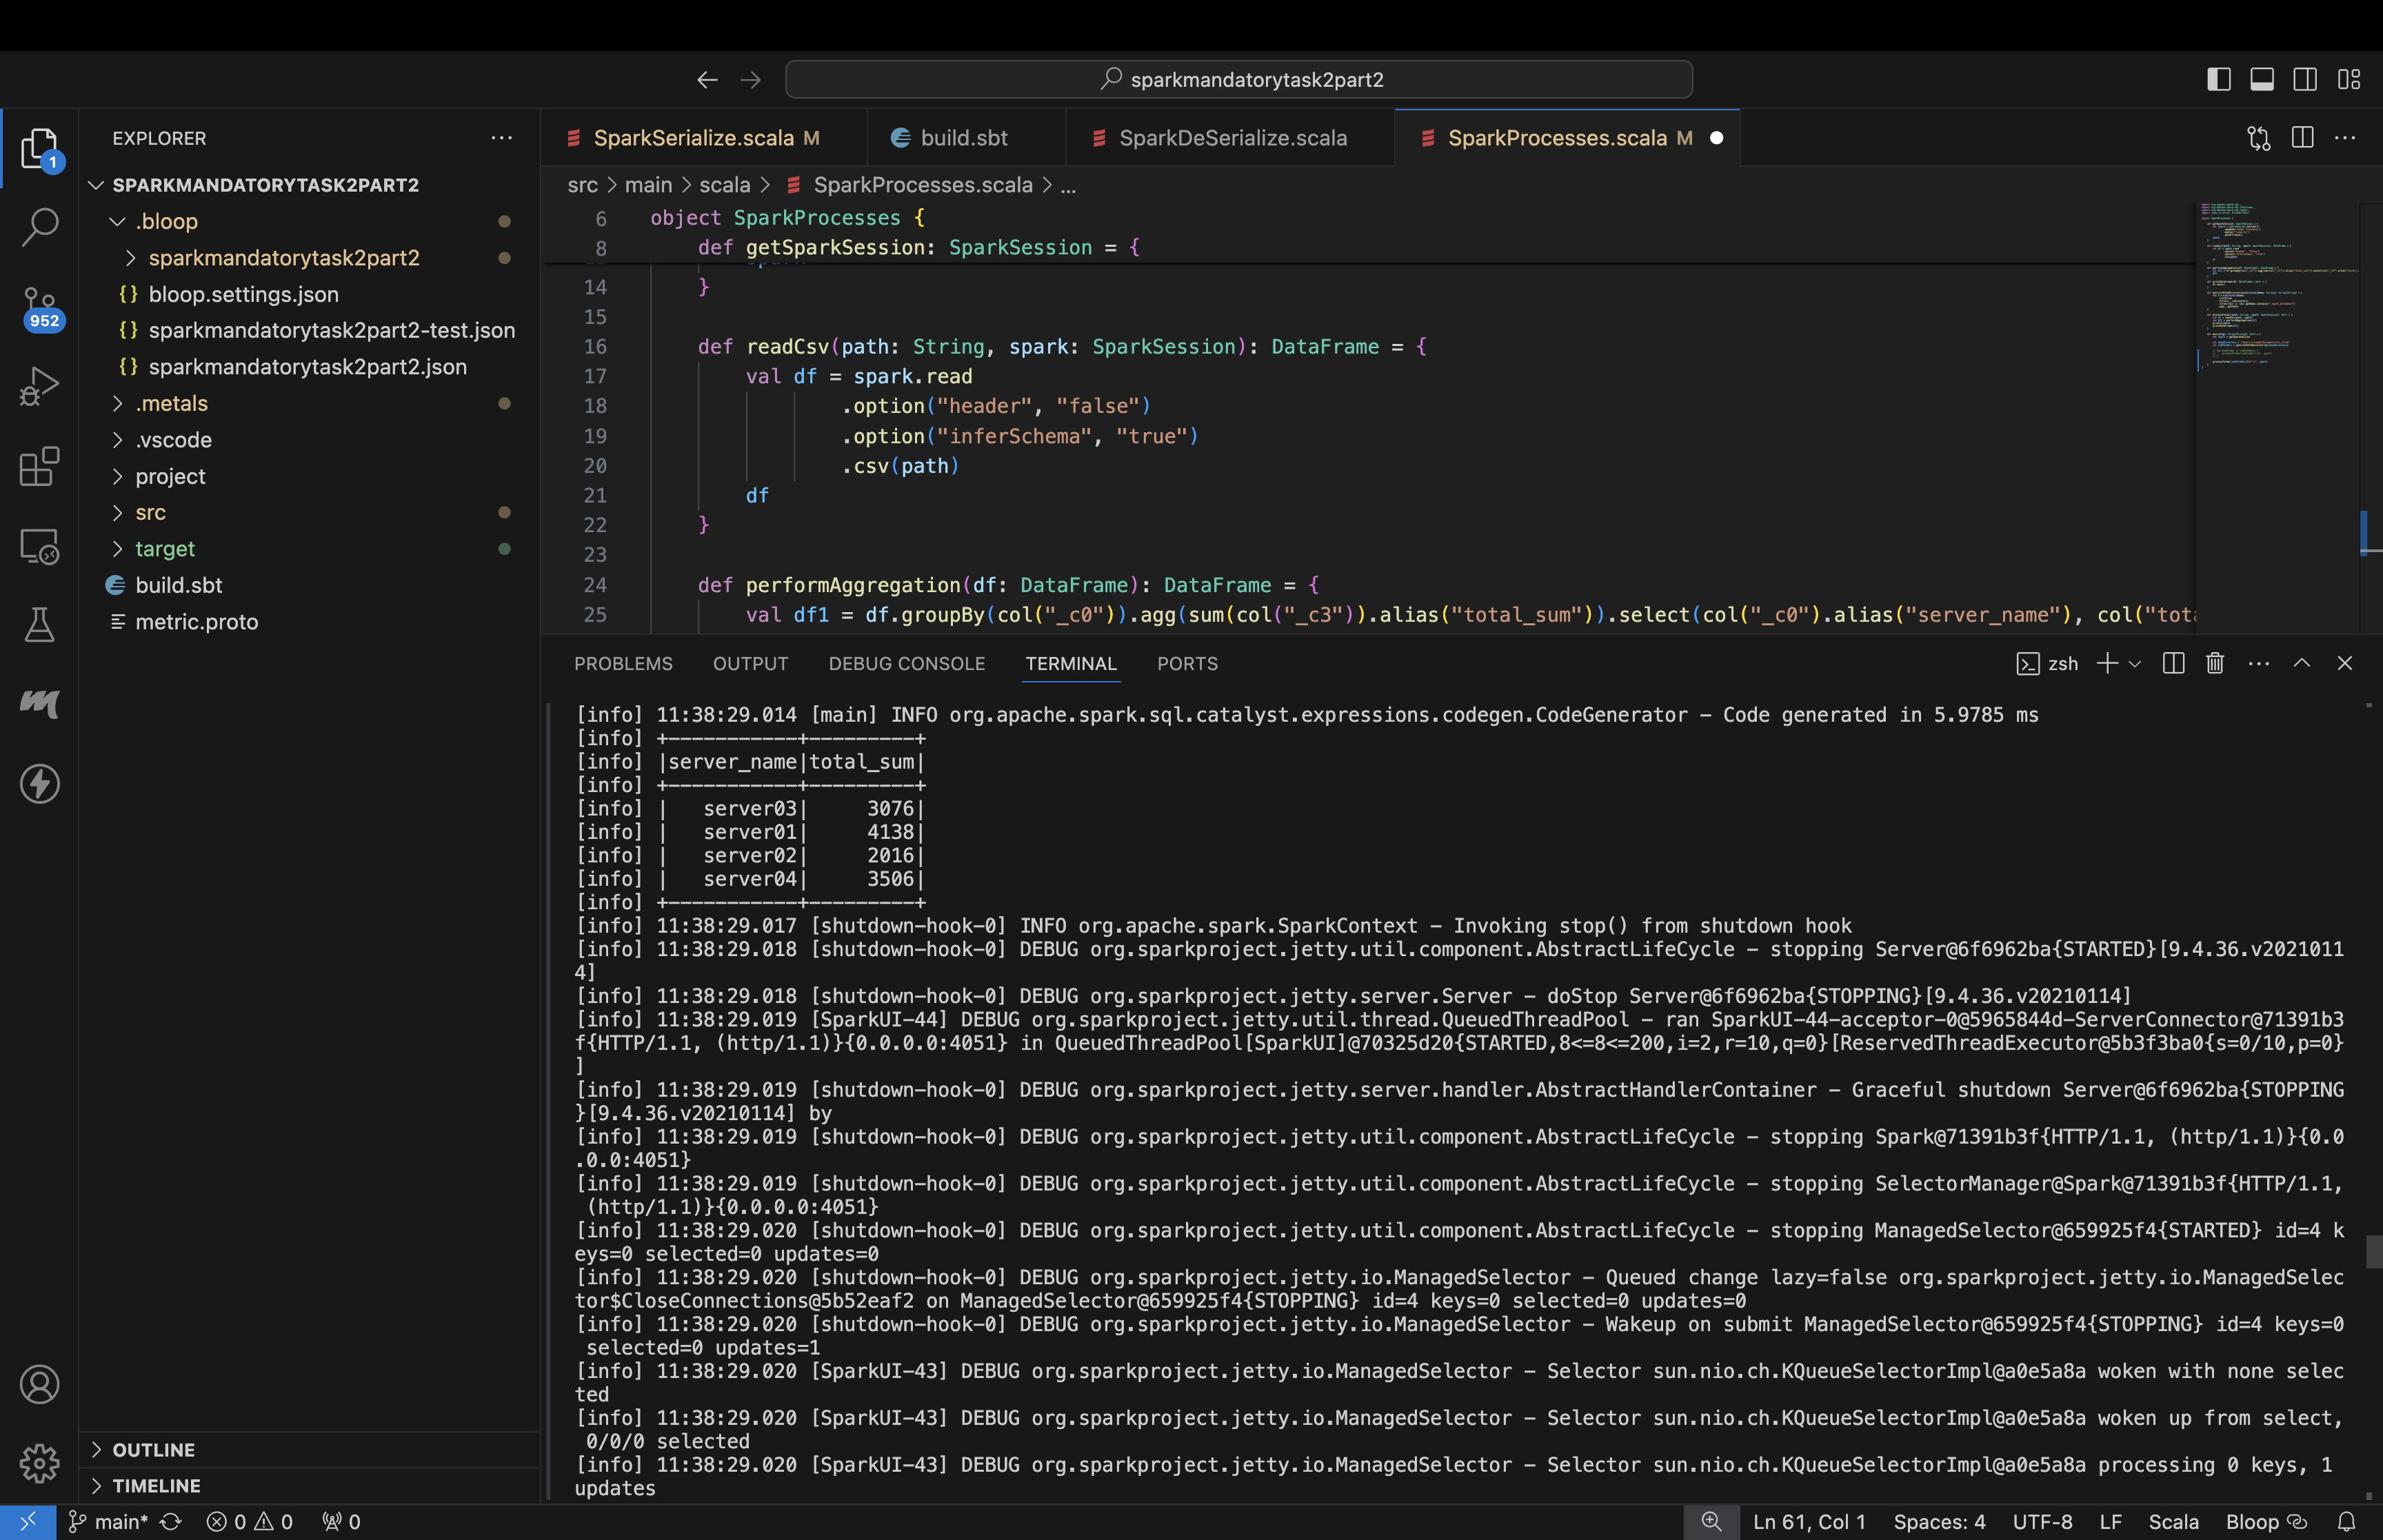 sparkmandatorytask2part2
EXPLORER
SparkSerialize.scala M
build.sbt
SparkDeSerialize.scala
SparkProcesses.scala M
1
SPARKMANDATORYTASK2PART2
.bloop
sparkmandatorytask2part2
{} bloop.settings.json
{} sparkmandatorytask2part2-test.json
{} sparkmandatorytask2part2.json
.metals
.vscode
project
src
target
build.sbt
metric.proto
952
src > main > scala > SparkProcesses.scala > ...
6 object SparkProcesses {
8 def getSparkSession: SparkSession = {
14 }
15
16 def readCsv(path: String, spark: SparkSession): DataFrame = {
17 val df = spark.read
18 .option("header", "false")
19 .option("inferSchema", "true")
20 .csv(path)
21 df
22 }
23
24 def performAggregation(df: DataFrame): DataFrame = {
25 val df1 = df.groupBy(col("_c0")).agg(sum(col("_c3")).alias("total_sum")).select(col("_c0").alias("server_name"), col("tot
PROBLEMS OUTPUT DEBUG CONSOLE TERMINAL PORTS
zsh
[info] 11:38:29.014 [main] INFO org.apache.spark.sql.catalyst.expressions.codegen.CodeGenerator – Code generated in 5.9785 ms
[info] +-----------+---------+
[info] |server_name|total_sum|
[info] +-----------+---------+
[info] |   server03|     3076|
[info] |   server01|     4138|
[info] |   server02|     2016|
[info] |   server04|     3506|
[info] +-----------+---------+
[info] 11:38:29.017 [shutdown-hook-0] INFO org.apache.spark.SparkContext – Invoking stop() from shutdown hook
[info] 11:38:29.018 [shutdown-hook-0] DEBUG org.sparkproject.jetty.util.component.AbstractLifeCycle – stopping Server@6f6962ba{STARTED}[9.4.36.v2021011
4]
[info] 11:38:29.018 [shutdown-hook-0] DEBUG org.sparkproject.jetty.server.Server – doStop Server@6f6962ba{STOPPING}[9.4.36.v20210114]
[info] 11:38:29.019 [SparkUI-44] DEBUG org.sparkproject.jetty.util.thread.QueuedThreadPool – ran SparkUI-44-acceptor-0@5965844d-ServerConnector@71391b3
f{HTTP/1.1, (http/1.1)}{0.0.0.0:4051} in QueuedThreadPool[SparkUI]@70325d20{STARTED,8<=8<=200,i=2,r=10,q=0}[ReservedThreadExecutor@5b3f3ba0{s=0/10,p=0}
]
[info] 11:38:29.019 [shutdown-hook-0] DEBUG org.sparkproject.jetty.server.handler.AbstractHandlerContainer – Graceful shutdown Server@6f6962ba{STOPPING
}[9.4.36.v20210114] by
[info] 11:38:29.019 [shutdown-hook-0] DEBUG org.sparkproject.jetty.util.component.AbstractLifeCycle – stopping Spark@71391b3f{HTTP/1.1, (http/1.1)}{0.0
.0.0:4051}
[info] 11:38:29.019 [shutdown-hook-0] DEBUG org.sparkproject.jetty.util.component.AbstractLifeCycle – stopping SelectorManager@Spark@71391b3f{HTTP/1.1,
(http/1.1)}{0.0.0.0:4051}
[info] 11:38:29.020 [shutdown-hook-0] DEBUG org.sparkproject.jetty.util.component.AbstractLifeCycle – stopping ManagedSelector@659925f4{STARTED} id=4 k
eys=0 selected=0 updates=0
[info] 11:38:29.020 [shutdown-hook-0] DEBUG org.sparkproject.jetty.io.ManagedSelector – Queued change lazy=false org.sparkproject.jetty.io.ManagedSelec
tor$CloseConnections@5b52eaf2 on ManagedSelector@659925f4{STOPPING} id=4 keys=0 selected=0 updates=0
[info] 11:38:29.020 [shutdown-hook-0] DEBUG org.sparkproject.jetty.io.ManagedSelector – Wakeup on submit ManagedSelector@659925f4{STOPPING} id=4 keys=0
selected=0 updates=1
[info] 11:38:29.020 [SparkUI-43] DEBUG org.sparkproject.jetty.io.ManagedSelector – Selector sun.nio.ch.KQueueSelectorImpl@a0e5a8a woken with none selec
ted
[info] 11:38:29.020 [SparkUI-43] DEBUG org.sparkproject.jetty.io.ManagedSelector – Selector sun.nio.ch.KQueueSelectorImpl@a0e5a8a woken up from select,
0/0/0 selected
[info] 11:38:29.020 [SparkUI-43] DEBUG org.sparkproject.jetty.io.ManagedSelector – Selector sun.nio.ch.KQueueSelectorImpl@a0e5a8a processing 0 keys, 1
updates
OUTLINE
TIMELINE
main* 0 0 0 Ln 61, Col 1 Spaces: 4 UTF-8 LF Scala Bloop